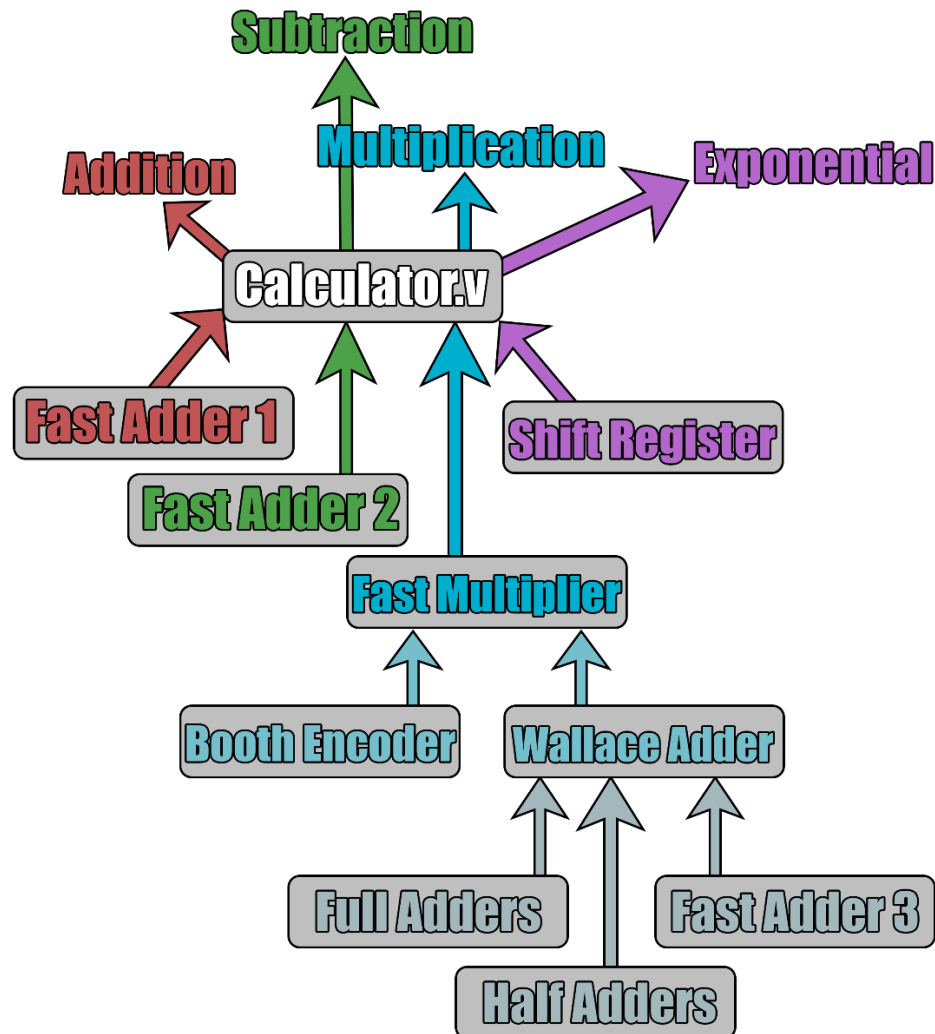 Subtraction
Multiplication
Addition
Exponential
Calculator.v
Fast Adder 1
Shift Register
Fast Adder 2
Fast Multiplier
Booth Encoder
Wallace Adder
Full Adders
Fast Adder 3
Half Adders